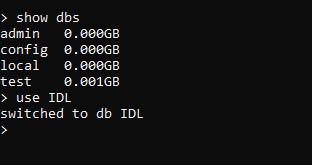 > show dbs
admin   0.000GB
config  0.000GB
local   0.000GB
test    0.001GB
> use IDL
switched to db IDL
>